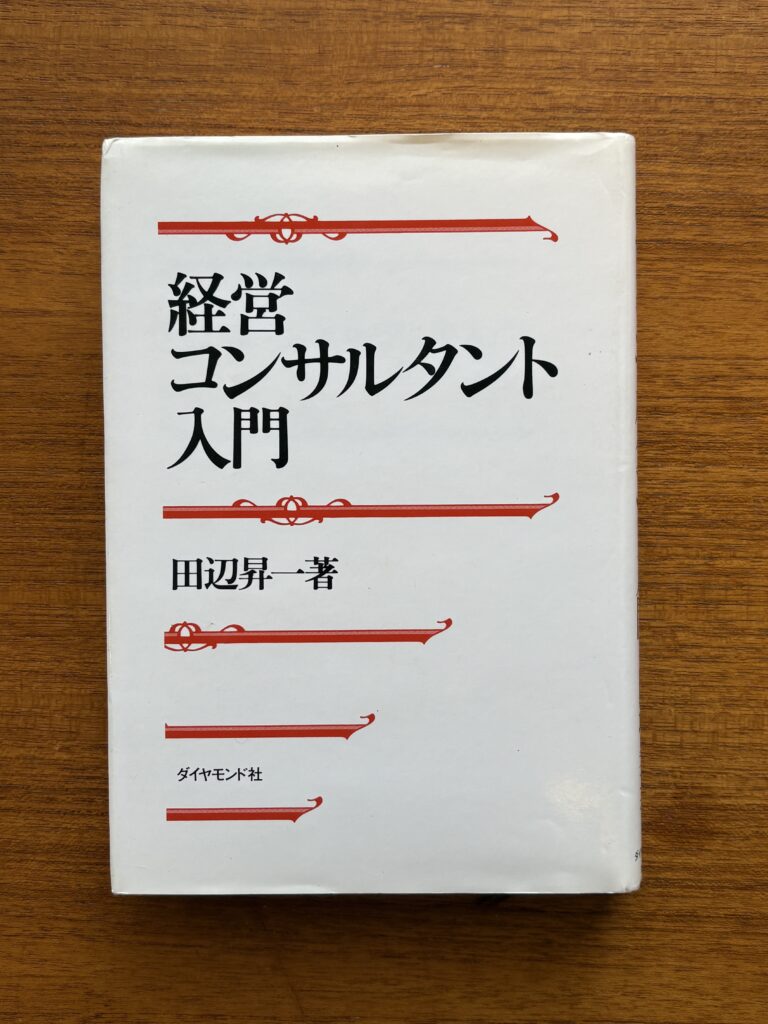 経営
コンサルタント
入門
田辺昇一著
ダイヤモンド社